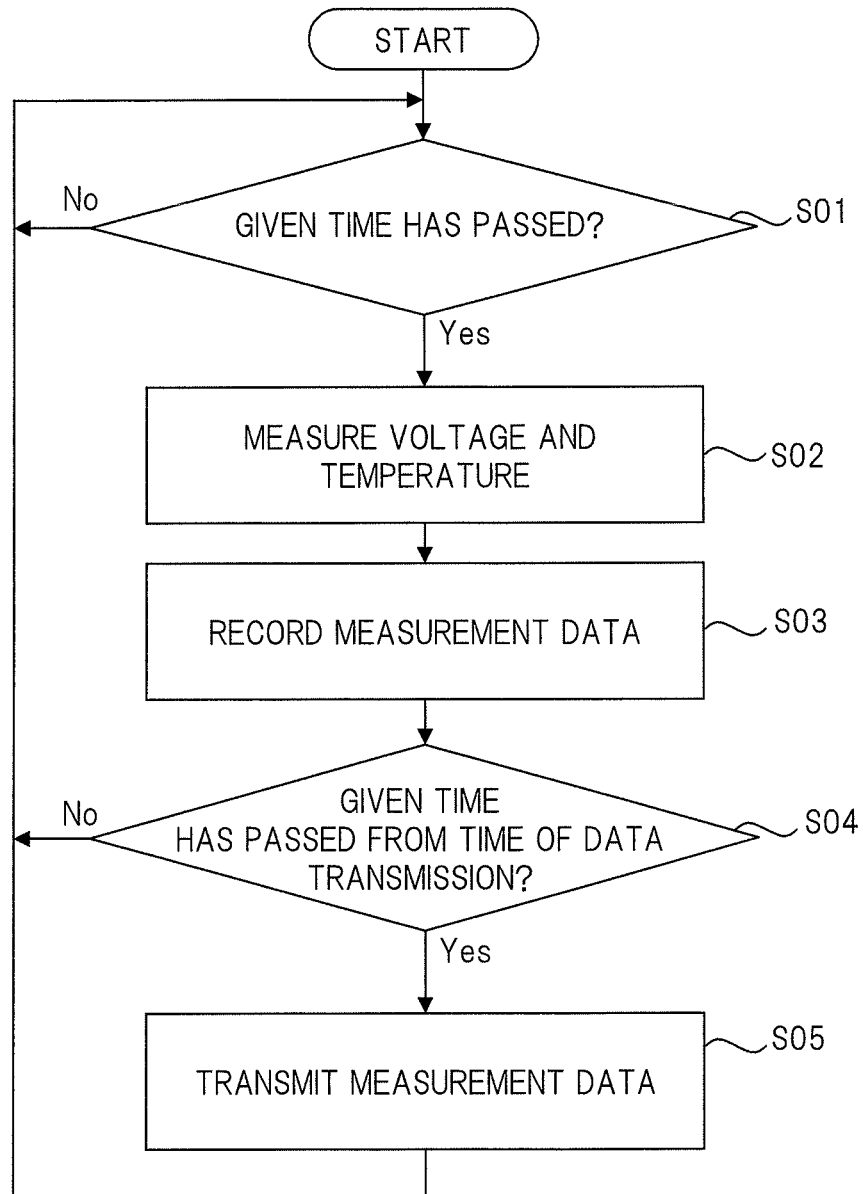 START
No
GIVEN TIME HAS PASSED?
S01
Yes
MEASURE VOLTAGE AND
TEMPERATURE
S02
RECORD MEASUREMENT DATA
S03
No
GIVEN TIME
HAS PASSED FROM TIME OF DATA
TRANSMISSION?
S04
Yes
TRANSMIT MEASUREMENT DATA
S05